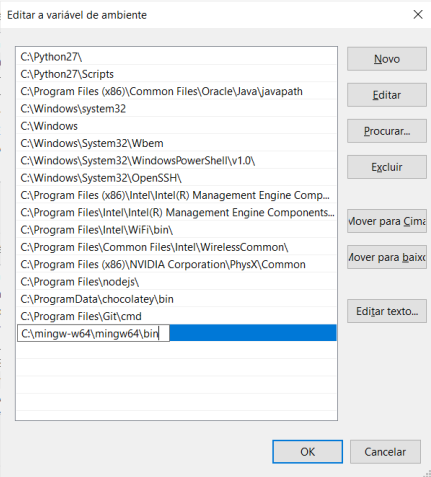 Editar a variável de ambiente
C:\Python27\
Novo
C:\Python27\Scripts
C:\Program Files (x86)\Common Files\Oracle\Java\javapath
Editar
C:\Windows\system32
C:\Windows
Procurar...
C:\Windows\System32\Wbem
C:\Windows\System32\WindowsPowerShell\v1.0\
Excluir
C:\Windows\System32\OpenSSH\
C:\Program Files (x86)\Intel\Intel(R) Management Engine Comp...
C:\Program Files\Intel\Intel(R) Management Engine Components...
Mover para Cima
C:\Program Files\Intel\WiFi\bin\
C:\Program Files\Common Files\Intel\WirelessCommon\
Mover para baixo
C:\Program Files (x86)\NVIDIA Corporation\PhysX\Common
C:\Program Files\nodejs\
C:\ProgramData\chocolatey\bin
Editar texto...
C:\Program Files\Git\cmd
C:\mingw-w64\mingw64\bin
OK
Cancelar